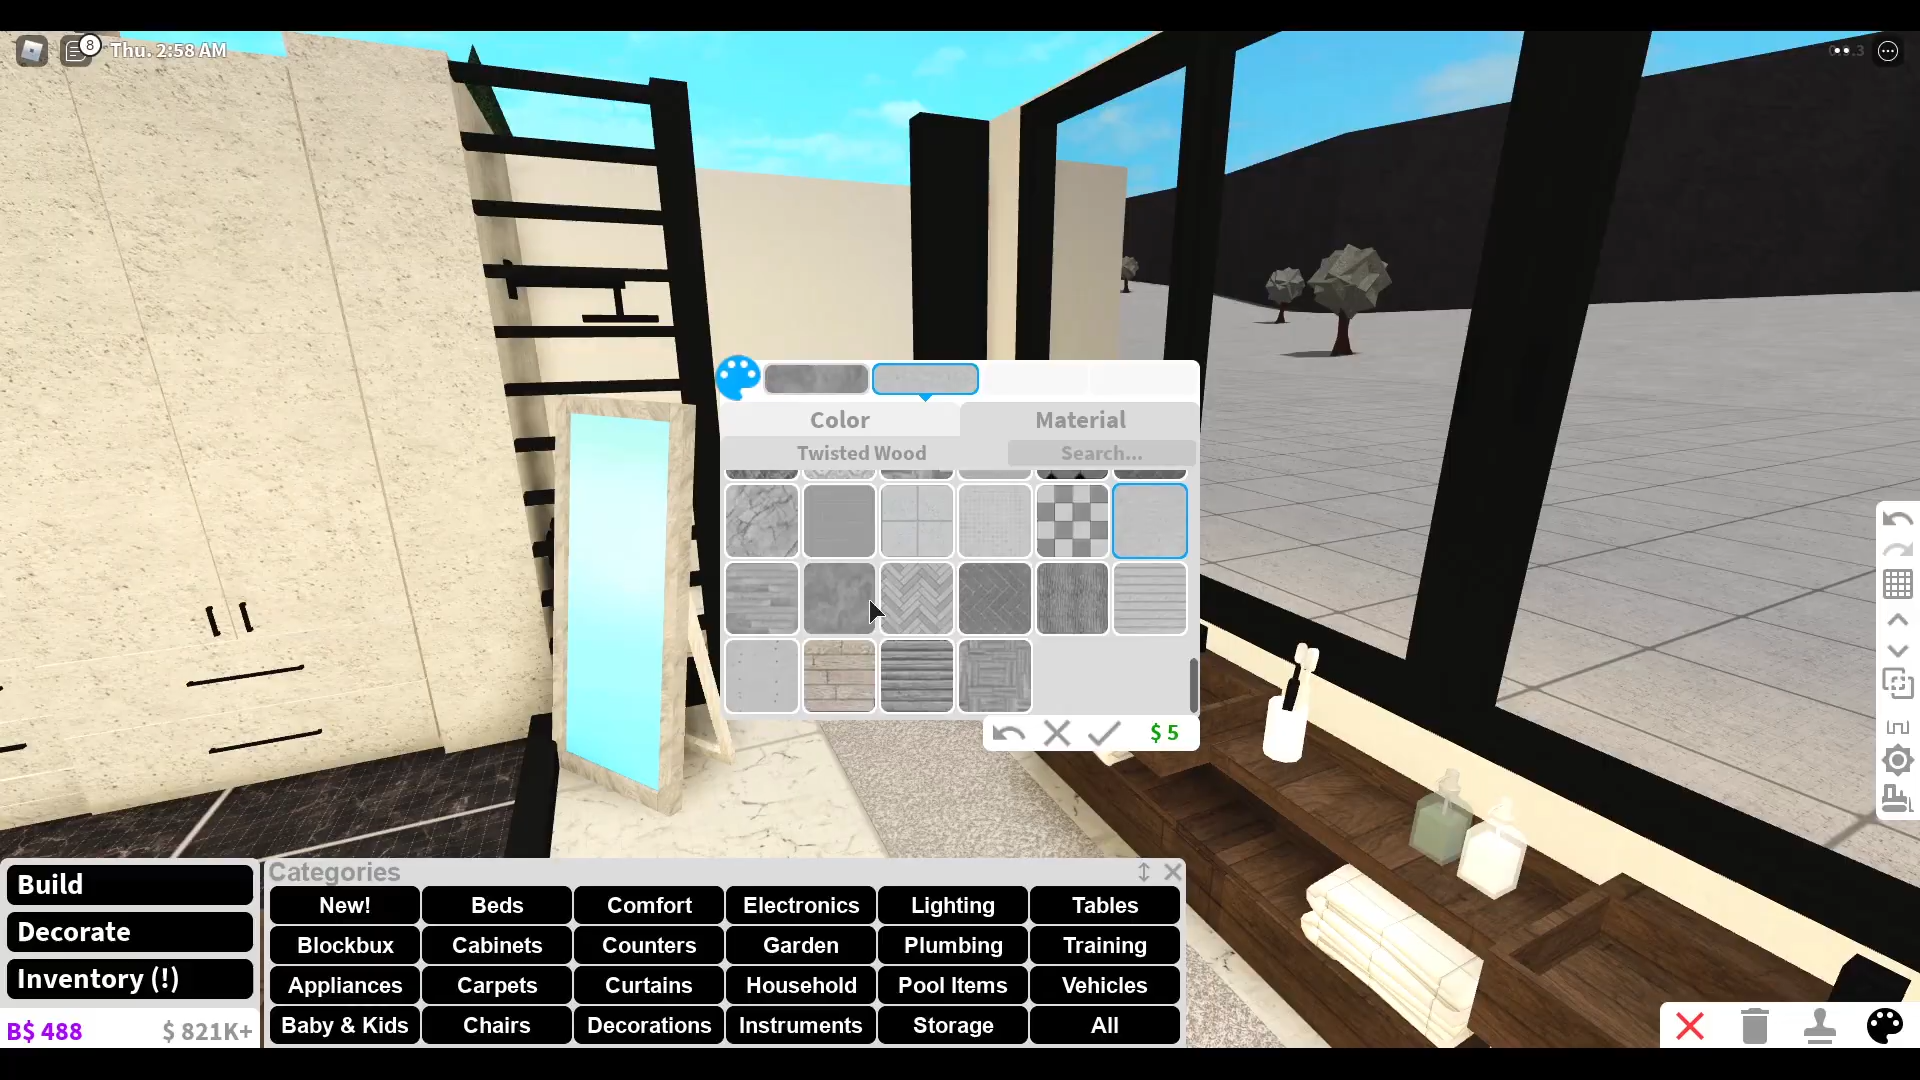 8
Thu. 2:58 AM
Color
Material
Twisted Wood
Search...
$ 5
Build
Decorate
Inventory (!)
B$ 488
$ 821K+
Categories
New!
Beds
Comfort
Electronics
Lighting
Tables
Blockbux
Cabinets
Counters
Garden
Plumbing
Training
Appliances
Carpets
Curtains
Household
Pool Items
Vehicles
Baby & Kids
Chairs
Decorations
Instruments
Storage
All